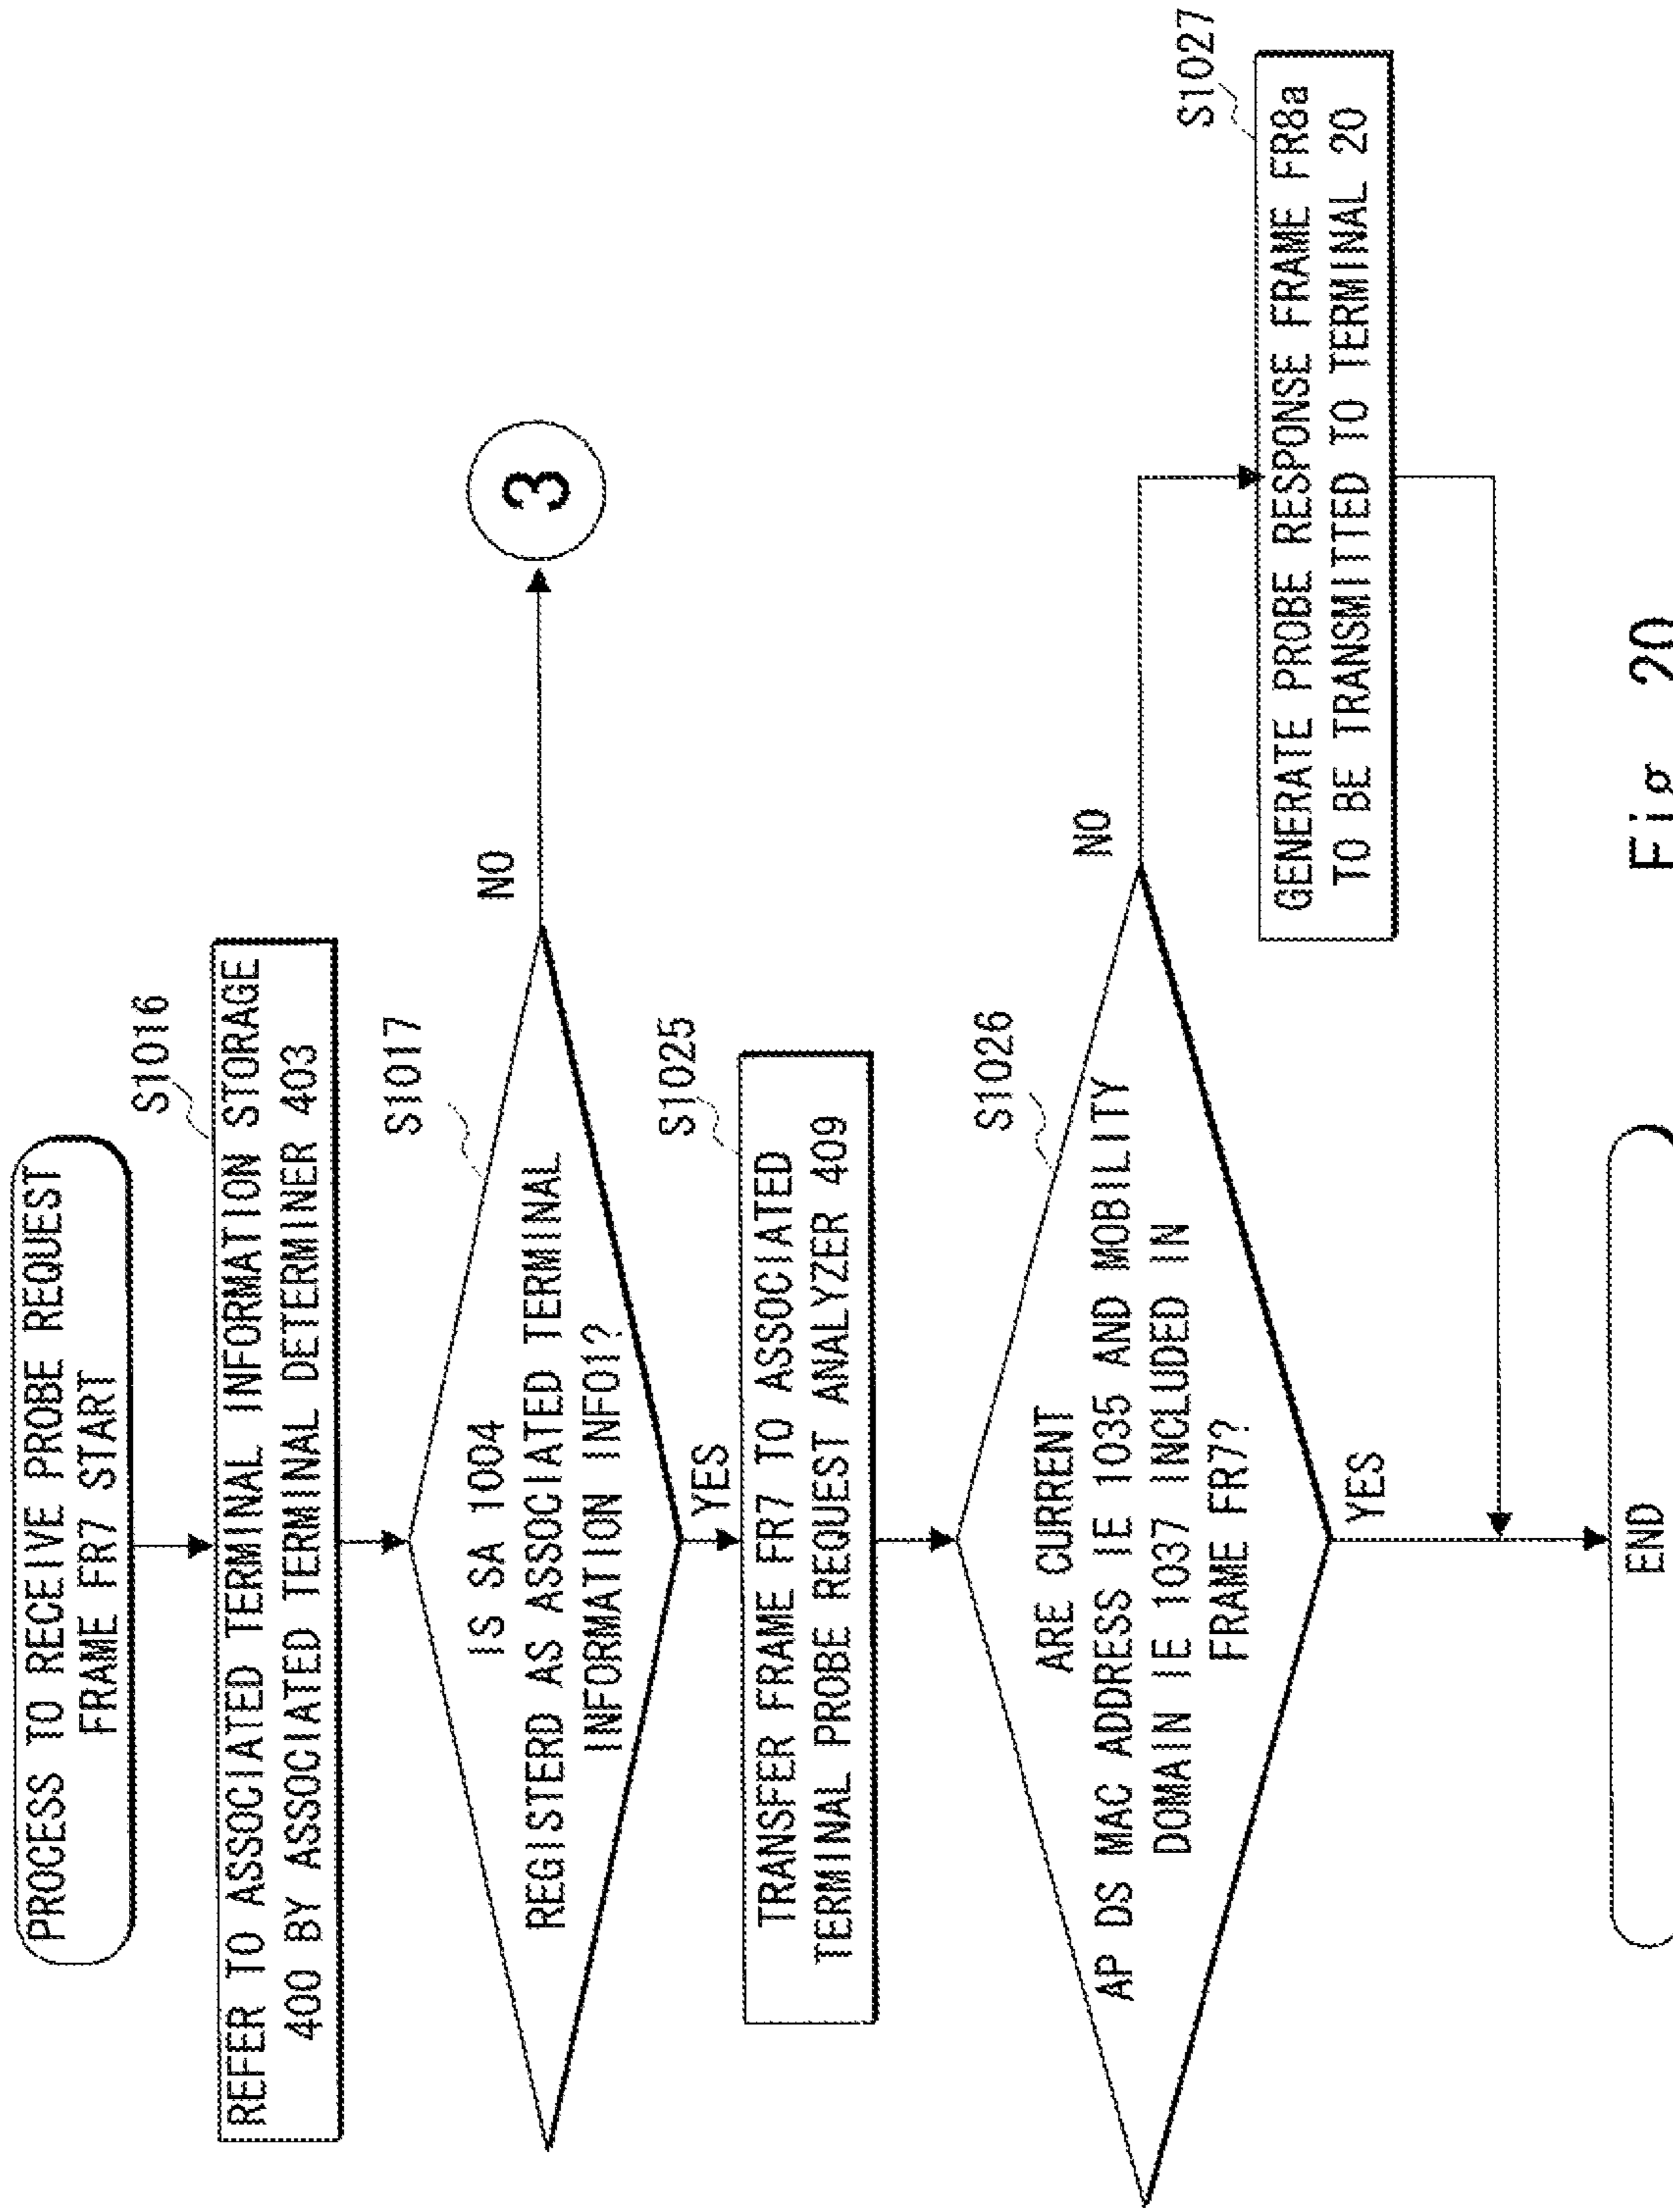 PROCESS TO RECEIVE PROBE REQUEST
FRAME FR7 START
S1016
REFER TO ASSOCIATED TERMINAL INFORMATION STORAGE
400 BY ASSOCIATED TERMINAL DETERMINER 403
S1017
IS SA 1004
REGISTERD AS ASSOCIATED TERMINAL
INFORMATION INFO1?
NO
3
YES
S1025
TRANSFER FRAME FR7 TO ASSOCIATED
TERMINAL PROBE REQUEST ANALYZER 409
S1026
ARE CURRENT
AP DS MAC ADDRESS IE 1035 AND MOBILITY
DOMAIN IE 1037 INCLUDED IN
FRAME FR7?
NO
S1027
GENERATE PROBE RESPONSE FRAME FR8a
TO BE TRANSMITTED TO TERMINAL 20
YES
END
Fig. 20